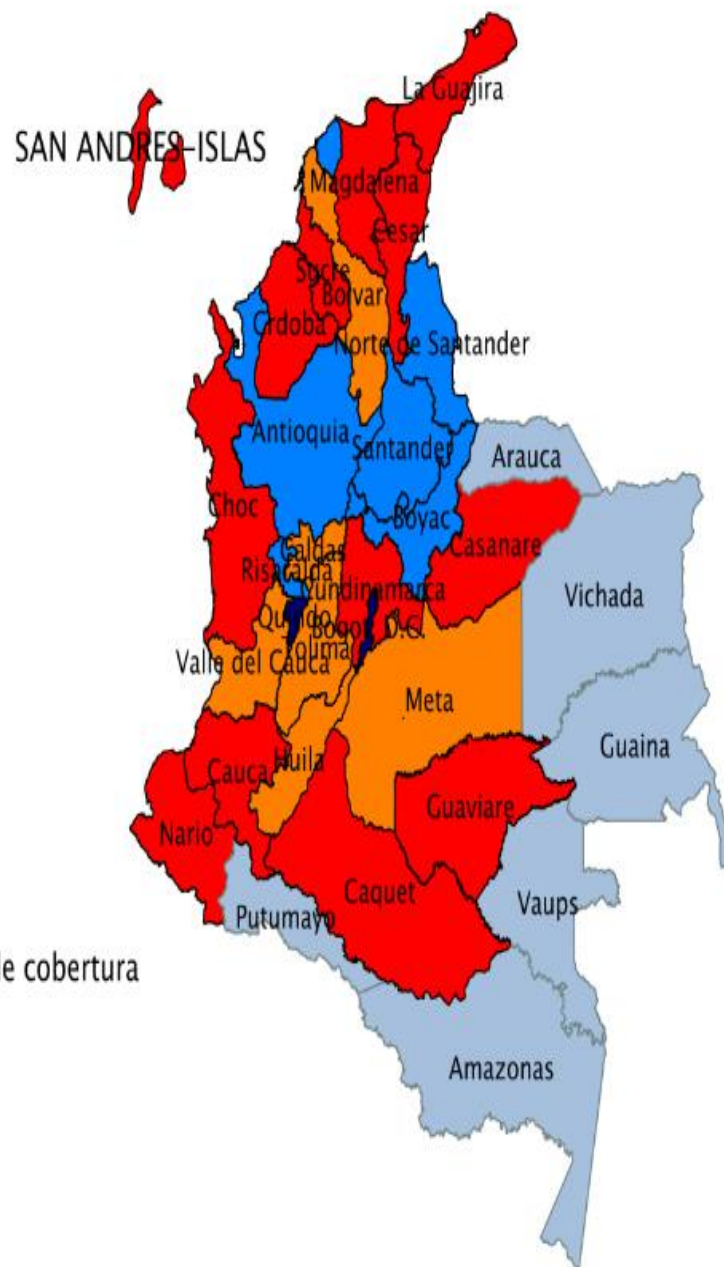 La Guajira
SAN ANDRES-ISLAS
Magdalena
Cesar
Sucre
Bolvar
Crdoba
Norte de Santander
Antioquia
Santander
Arauca
Choc
Boyac
Casanare
Caldas
Risaralda
Cundinamarca
Vichada
Quindo
Bogot D.C.
Tolima
Valle del Cauca
Meta
Guaina
Huila
Cauca
Guaviare
Nario
Caquet
Vaups
Putumayo
le cobertura
Amazonas